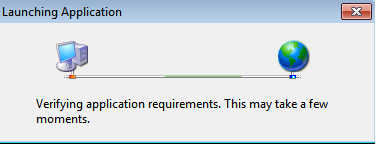 Launching Application
Verifying application requirements. This may take a few
moments.